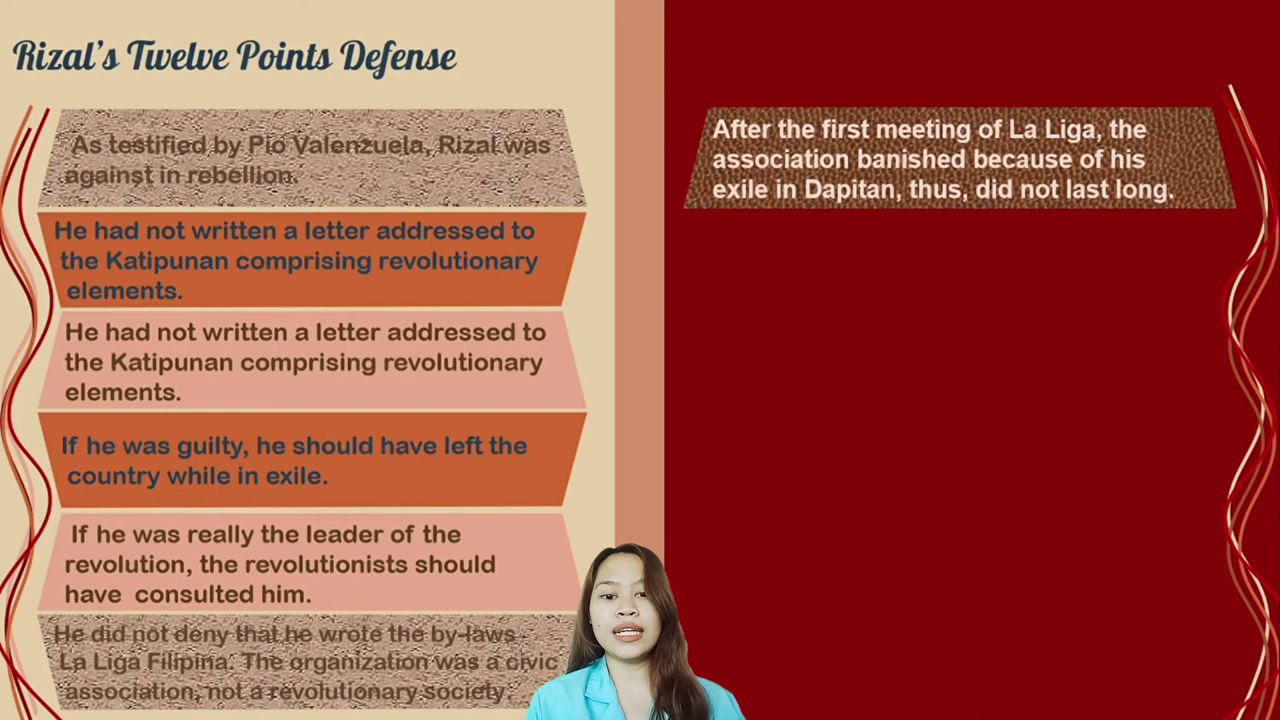 Rizal's Twelve Points Defense
As testified by Pio Valenzuela, Rizal was
against in rebellion.
He had not written a letter addressed to
the Katipunan comprising revolutionary
elements.
He had not written a letter addressed to
the Katipunan comprising revolutionary
elements.
If he was guilty, he should have left the
country while in exile.
If he was really the leader of the
revolution, the revolutionists should
have consulted him.
He did not deny that he wrote the by-laws
La Liga Filipina. The organization was a civic
association, not a revolutionary society.
After the first meeting of La Liga, the
association banished because of his
exile in Dapitan, thus, did not last long.